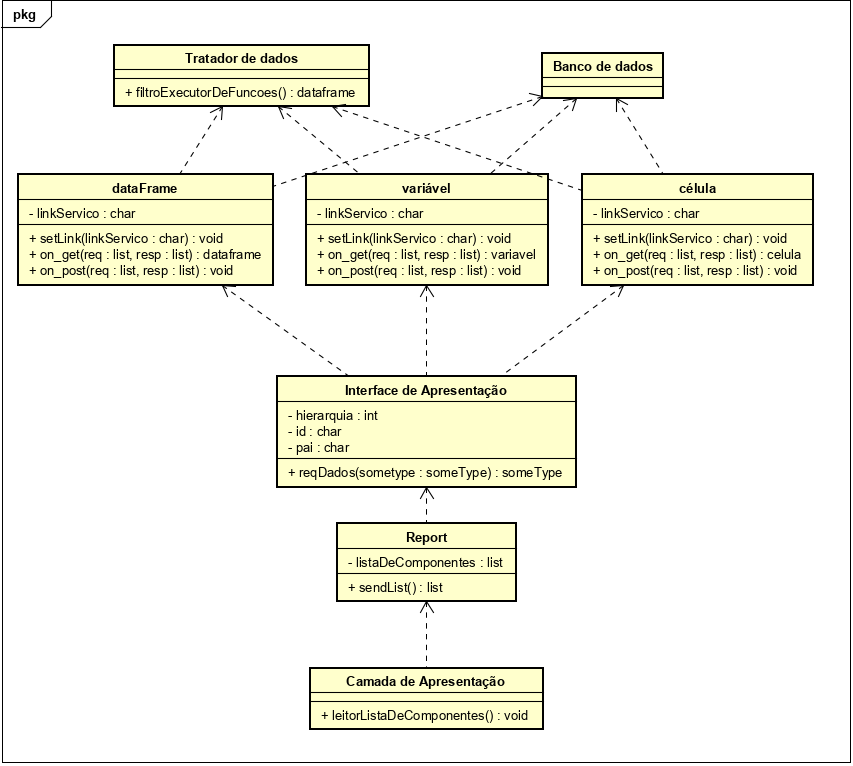 pkg
Tratador de dados
+ filtroExecutorDeFuncoes() : dataframe
Banco de dados
dataFrame
- linkServico : char
+ setLink(linkServico : char) : void
+ on_get(req : list, resp : list) : dataframe
+ on_post(req : list, resp : list) : void
variável
- linkServico : char
+ setLink(linkServico : char) : void
+ on_get(req : list, resp : list) : variavel
+ on_post(req : list, resp : list) : void
célula
- linkServico : char
+ setLink(linkServico : char) : void
+ on_get(req : list, resp : list) : celula
+ on_post(req : list, resp : list) : void
Interface de Apresentação
- hierarquia : int
- id : char
- pai : char
+ reqDados(sometype : someType) : someType
Report
- listaDeComponentes : list
+ sendList() : list
Camada de Apresentação
+ leitorListaDeComponentes() : void